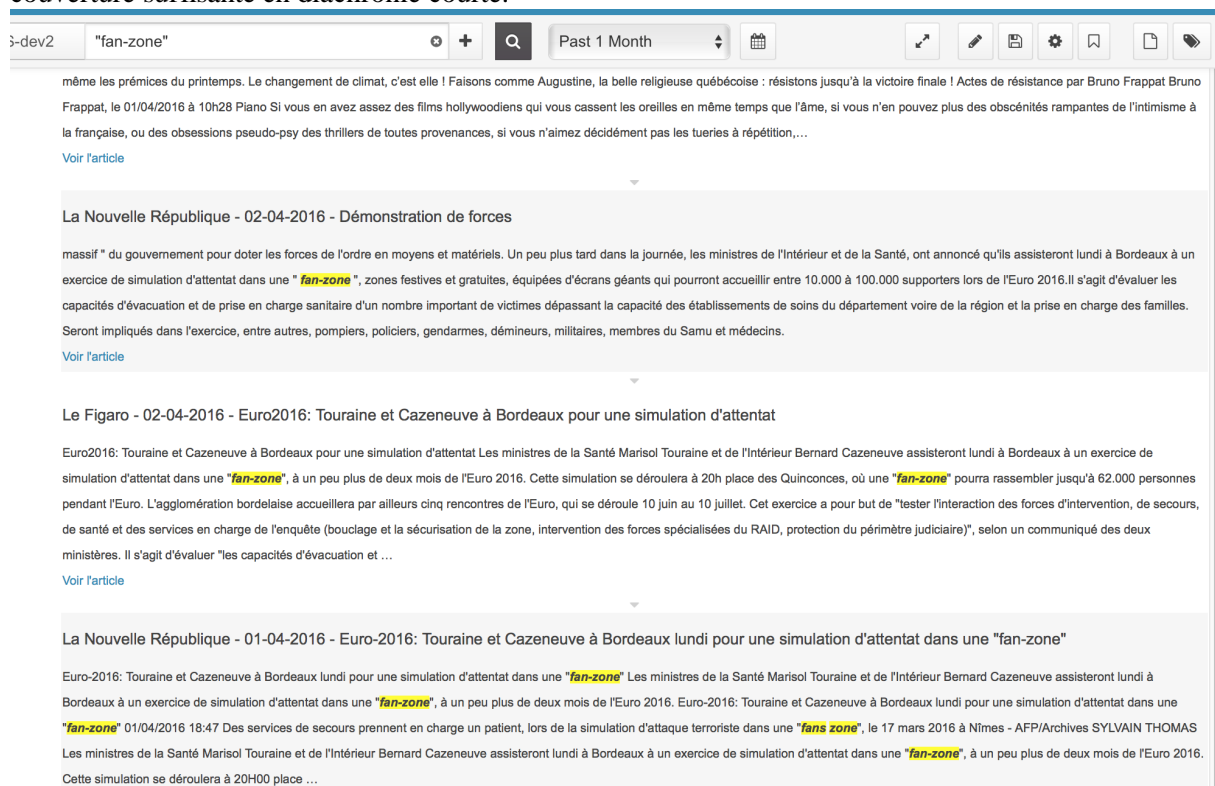 couverture suffisante en diachronie courte.
S-dev2 "fan-zone" Past 1 Month
même les prémices du printemps. Le changement de climat, c'est elle ! Faisons comme Augustine, la belle religieuse québécoise : résistons jusqu'à la victoire finale ! Actes de résistance par Bruno Frappat Bruno
Frappat, le 01/04/2016 à 10h28 Piano Si vous en avez assez des films hollywoodiens qui vous cassent les oreilles en même temps que l'âme, si vous n'en pouvez plus des obscénités rampantes de l'intimisme à
la française, ou des obsessions pseudo-psy des thrillers de toutes provenances, si vous n'aimez décidément pas les tueries à répétition,…
Voir l'article
La Nouvelle République - 02-04-2016 - Démonstration de forces
massif " du gouvernement pour doter les forces de l'ordre en moyens et matériels. Un peu plus tard dans la journée, les ministres de l'Intérieur et de la Santé, ont annoncé qu'ils assisteront lundi à Bordeaux à un
exercice de simulation d'attentat dans une " fan-zone ", zones festives et gratuites, équipées d'écrans géants qui pourront accueillir entre 10.000 à 100.000 supporters lors de l'Euro 2016.Il s'agit d'évaluer les
capacités d'évacuation et de prise en charge sanitaire d'un nombre important de victimes dépassant la capacité des établissements de soins du département voire de la région et la prise en charge des familles.
Seront impliqués dans l'exercice, entre autres, pompiers, policiers, gendarmes, démineurs, militaires, membres du Samu et médecins.
Voir l'article
Le Figaro - 02-04-2016 - Euro2016: Touraine et Cazeneuve à Bordeaux pour une simulation d'attentat
Euro2016: Touraine et Cazeneuve à Bordeaux pour une simulation d'attentat Les ministres de la Santé Marisol Touraine et de l'Intérieur Bernard Cazeneuve assisteront lundi à Bordeaux à un exercice de
simulation d'attentat dans une "fan-zone", à un peu plus de deux mois de l'Euro 2016. Cette simulation se déroulera à 20h place des Quinconces, où une "fan-zone" pourra rassembler jusqu'à 62.000 personnes
pendant l'Euro. L'agglomération bordelaise accueillera par ailleurs cinq rencontres de l'Euro, qui se déroule 10 juin au 10 juillet. Cet exercice a pour but de "tester l'interaction des forces d'intervention, de secours,
de santé et des services en charge de l'enquête (bouclage et la sécurisation de la zone, intervention des forces spécialisées du RAID, protection du périmètre judiciaire)", selon un communiqué des deux
ministères. Il s'agit d'évaluer "les capacités d'évacuation et …
Voir l'article
La Nouvelle République - 01-04-2016 - Euro-2016: Touraine et Cazeneuve à Bordeaux lundi pour une simulation d'attentat dans une "fan-zone"
Euro-2016: Touraine et Cazeneuve à Bordeaux lundi pour une simulation d'attentat dans une "fan-zone" Les ministres de la Santé Marisol Touraine et de l'Intérieur Bernard Cazeneuve assisteront lundi à
Bordeaux à un exercice de simulation d'attentat dans une "fan-zone", à un peu plus de deux mois de l'Euro 2016. Euro-2016: Touraine et Cazeneuve à Bordeaux lundi pour une simulation d'attentat dans une
"fan-zone" 01/04/2016 18:47 Des services de secours prennent en charge un patient, lors de la simulation d'attaque terroriste dans une "fans zone", le 17 mars 2016 à Nîmes - AFP/Archives SYLVAIN THOMAS
Les ministres de la Santé Marisol Touraine et de l'Intérieur Bernard Cazeneuve assisteront lundi à Bordeaux à un exercice de simulation d'attentat dans une "fan-zone", à un peu plus de deux mois de l'Euro 2016.
Cette simulation se déroulera à 20H00 place …